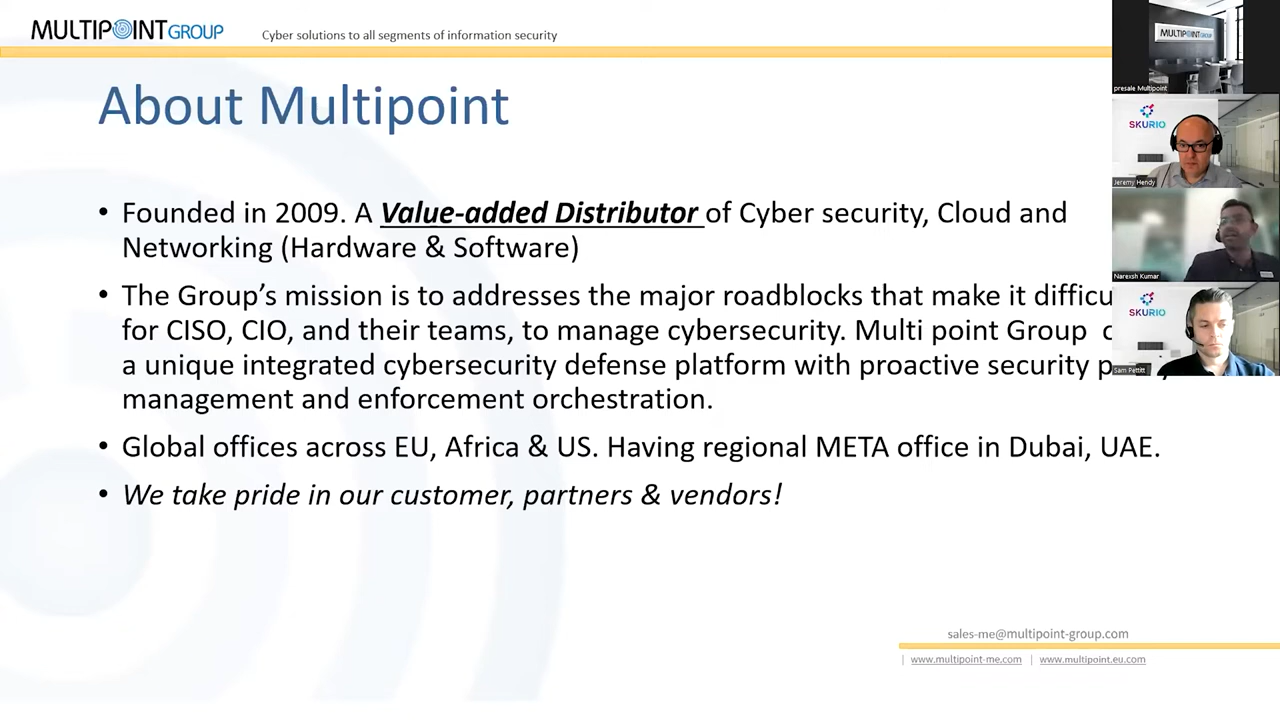 MULTIPOINT GROUP
Cyber solutions to all segments of information security
About Multipoint
• Founded in 2009. A Value-added Distributor of Cyber security, Cloud and
Networking (Hardware & Software)
• The Group's mission is to addresses the major roadblocks that make it
for CISO, CIO, and their teams, to manage cybersecurity. Multi point Group
a unique integrated cybersecurity defense platform with proactive security
management and enforcement orchestration.
• Global offices across EU, Africa & US. Having regional META office in Dubai, UAE.
• We take pride in our customer, partners & vendors!
sales-me@multipoint-group.com
| www.multipoint-me.com | www.multipoint.eu.com
MULTIPOINT GROUP
presale Multipoint
SKURIO
Jeremy Hendy
Narexsh Kumar
SKURIO
Sam Pettitt